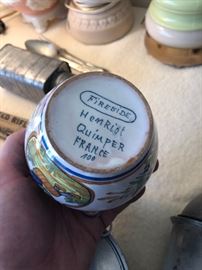 FIRESIDE
HenRiot
QUIMPER
FRANCE
100